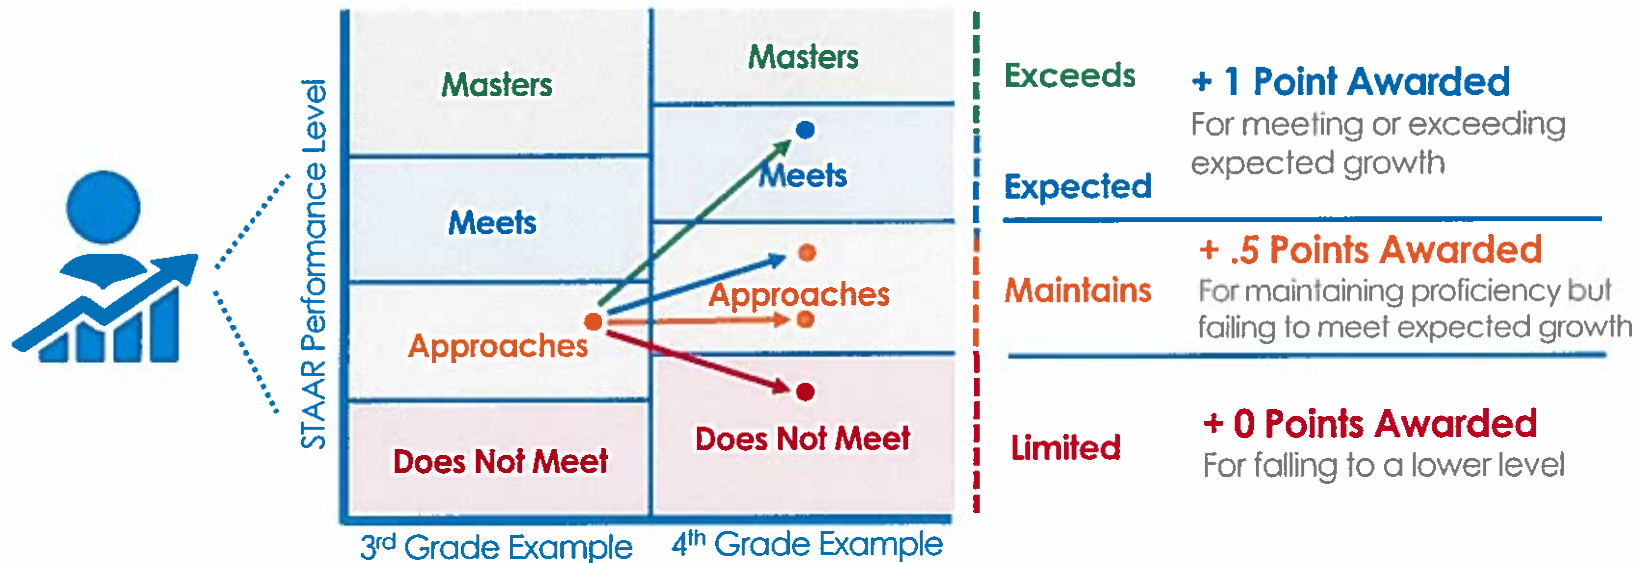 STAAR Performance Level
Masters
Meets
Approaches
Does Not Meet
3rd Grade Example
Masters
Meets
Approaches
Does Not Meet
4th Grade Example
Exceeds
Expected
+ 1 Point Awarded
For meeting or exceeding
expected growth
Maintains
+ .5 Points Awarded
For maintaining proficiency but
failing to meet expected growth
Limited
+ 0 Points Awarded
For falling to a lower level